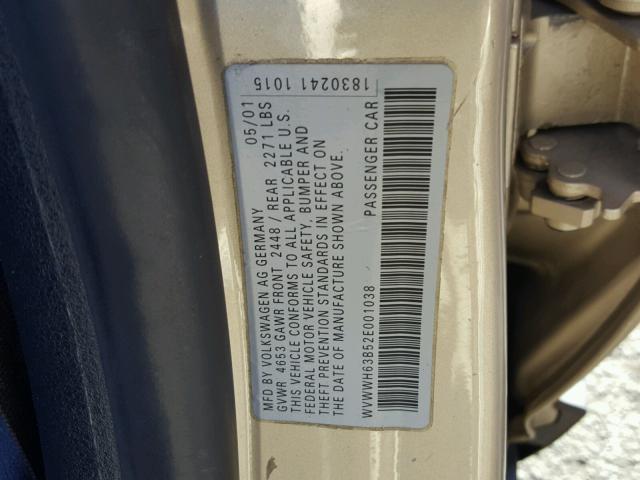 1830241 1015
MFD BY VOLKSWAGEN AG GERMANY 05/01
GVWR 4653 GAWR FRONT 2448 / REAR 2271 LBS
THIS VEHICLE CONFORMS TO ALL APPLICABLE U.S.
FEDERAL MOTOR VEHICLE SAFETY, BUMPER AND
THEFT PREVENTION STANDARDS IN EFFECT ON
THE DATE OF MANUFACTURE SHOWN ABOVE.
WVWWH63B52E001038 PASSENGER CAR